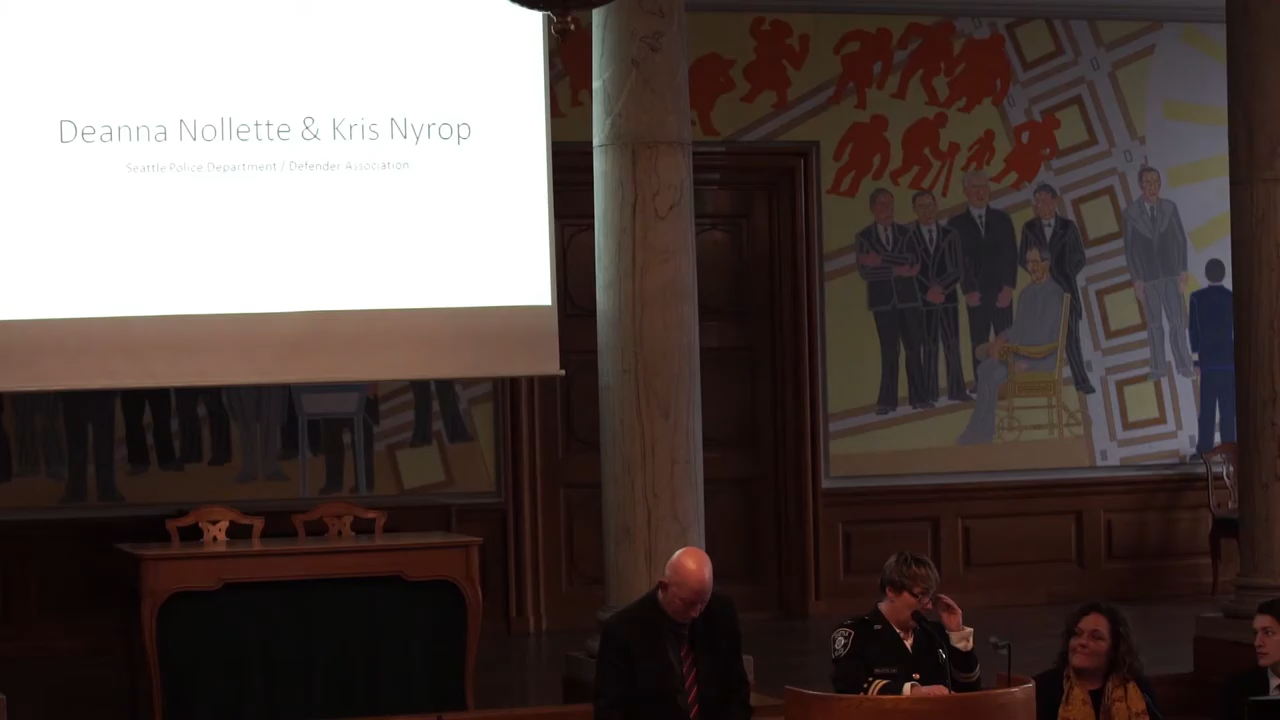 Deanna Nollette & Kris Nyrop
Seattle Police Department / Defender Association